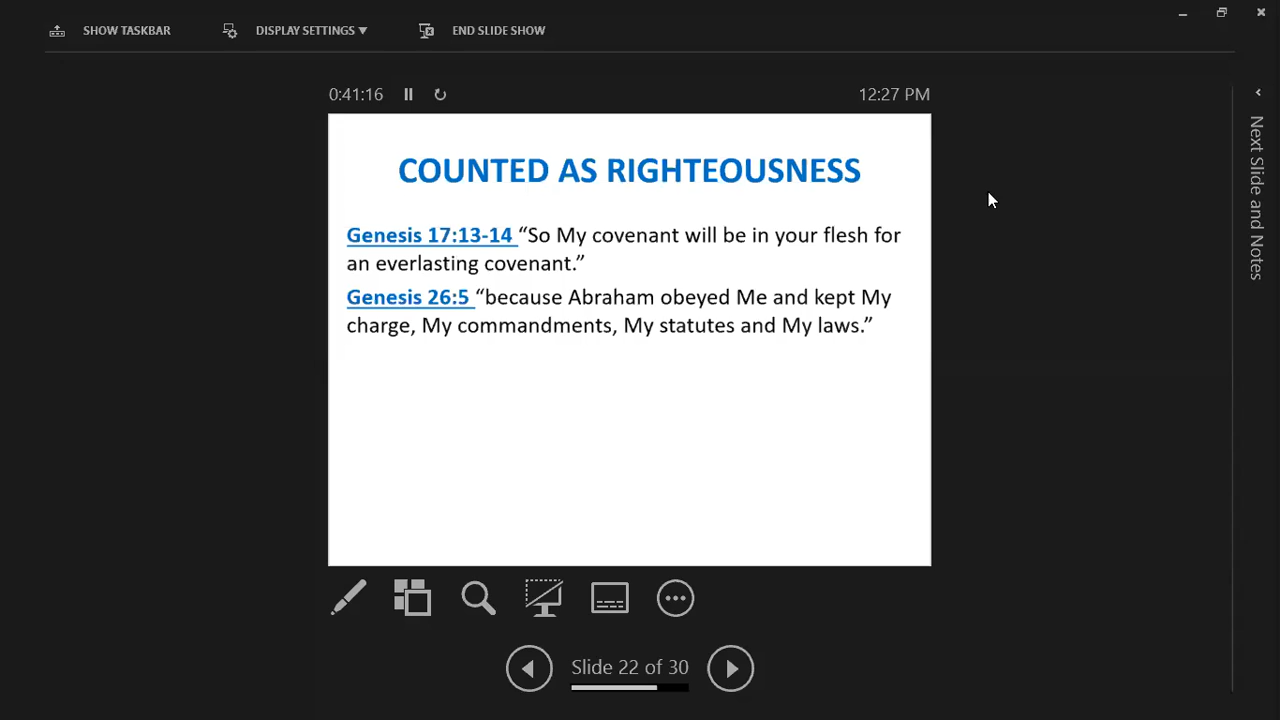 SHOW TASKBAR DISPLAY SETTINGS ▼ END SLIDE SHOW
0:41:16 12:27 PM
COUNTED AS RIGHTEOUSNESS
Genesis 17:13-14 “So My covenant will be in your flesh for
an everlasting covenant.”
Genesis 26:5 “because Abraham obeyed Me and kept My
charge, My commandments, My statutes and My laws.”
Slide 22 of 30
Next Slide and Notes